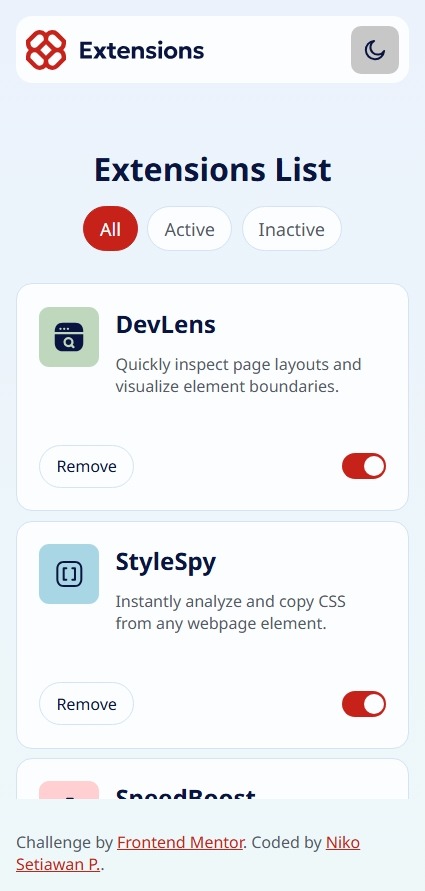 Extensions
Extensions List
All
Active
Inactive
DevLens
Quickly inspect page layouts and
visualize element boundaries.
Remove
StyleSpy
Instantly analyze and copy CSS
from any webpage element.
Remove
SpeedBoost
Challenge by Frontend Mentor. Coded by Niko
Setiawan P..